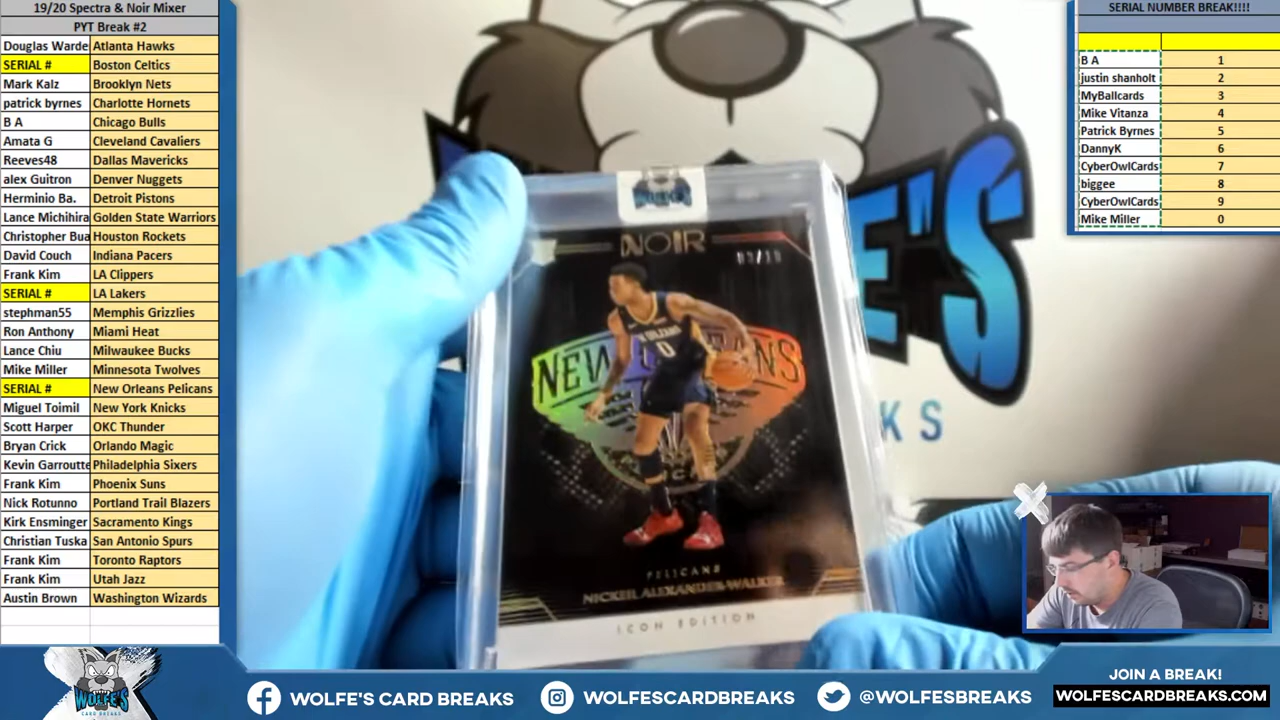 19/20 Spectra & Noir Mixer
PYT Break #2
Douglas Warde Atlanta Hawks
SERIAL # Boston Celtics
Mark Kalz Brooklyn Nets
patrick byrnes Charlotte Hornets
B A Chicago Bulls
Amata G Cleveland Cavaliers
Reeves48 Dallas Mavericks
alex Guitron Denver Nuggets
Herminio Ba. Detroit Pistons
Lance Michihira Golden State Warriors
Christopher Bua Houston Rockets
David Couch Indiana Pacers
Frank Kim LA Clippers
SERIAL # LA Lakers
stephman55 Memphis Grizzlies
Ron Anthony Miami Heat
Lance Chiu Milwaukee Bucks
Mike Miller Minnesota Twolves
SERIAL # New Orleans Pelicans
Miguel Toimil New York Knicks
Scott Harper OKC Thunder
Bryan Crick Orlando Magic
Kevin Garroutte Philadelphia Sixers
Frank Kim Phoenix Suns
Nick Rotunno Portland Trail Blazers
Kirk Ensminger Sacramento Kings
Christian Tuska San Antonio Spurs
Frank Kim Toronto Raptors
Frank Kim Utah Jazz
Austin Brown Washington Wizards
SERIAL NUMBER BREAK!!!!
B A 1
justin shanholt 2
MyBallcards 3
Mike Vitanza 4
Patrick Byrnes 5
DannyK 6
CyberOwlCards 7
biggee 8
CyberOwlCards 9
Mike Miller 0
WOLFE'S
NOIR
NEW ORLEANS
0
PELICANS
NICKEIL ALEXANDER-WALKER
ICON EDITION
E'S
KS
WOLFE'S
CARD BREAKS
WOLFE'S CARD BREAKS
WOLFESCARDBREAKS
@WOLFESBREAKS
JOIN A BREAK!
WOLFESCARDBREAKS.COM